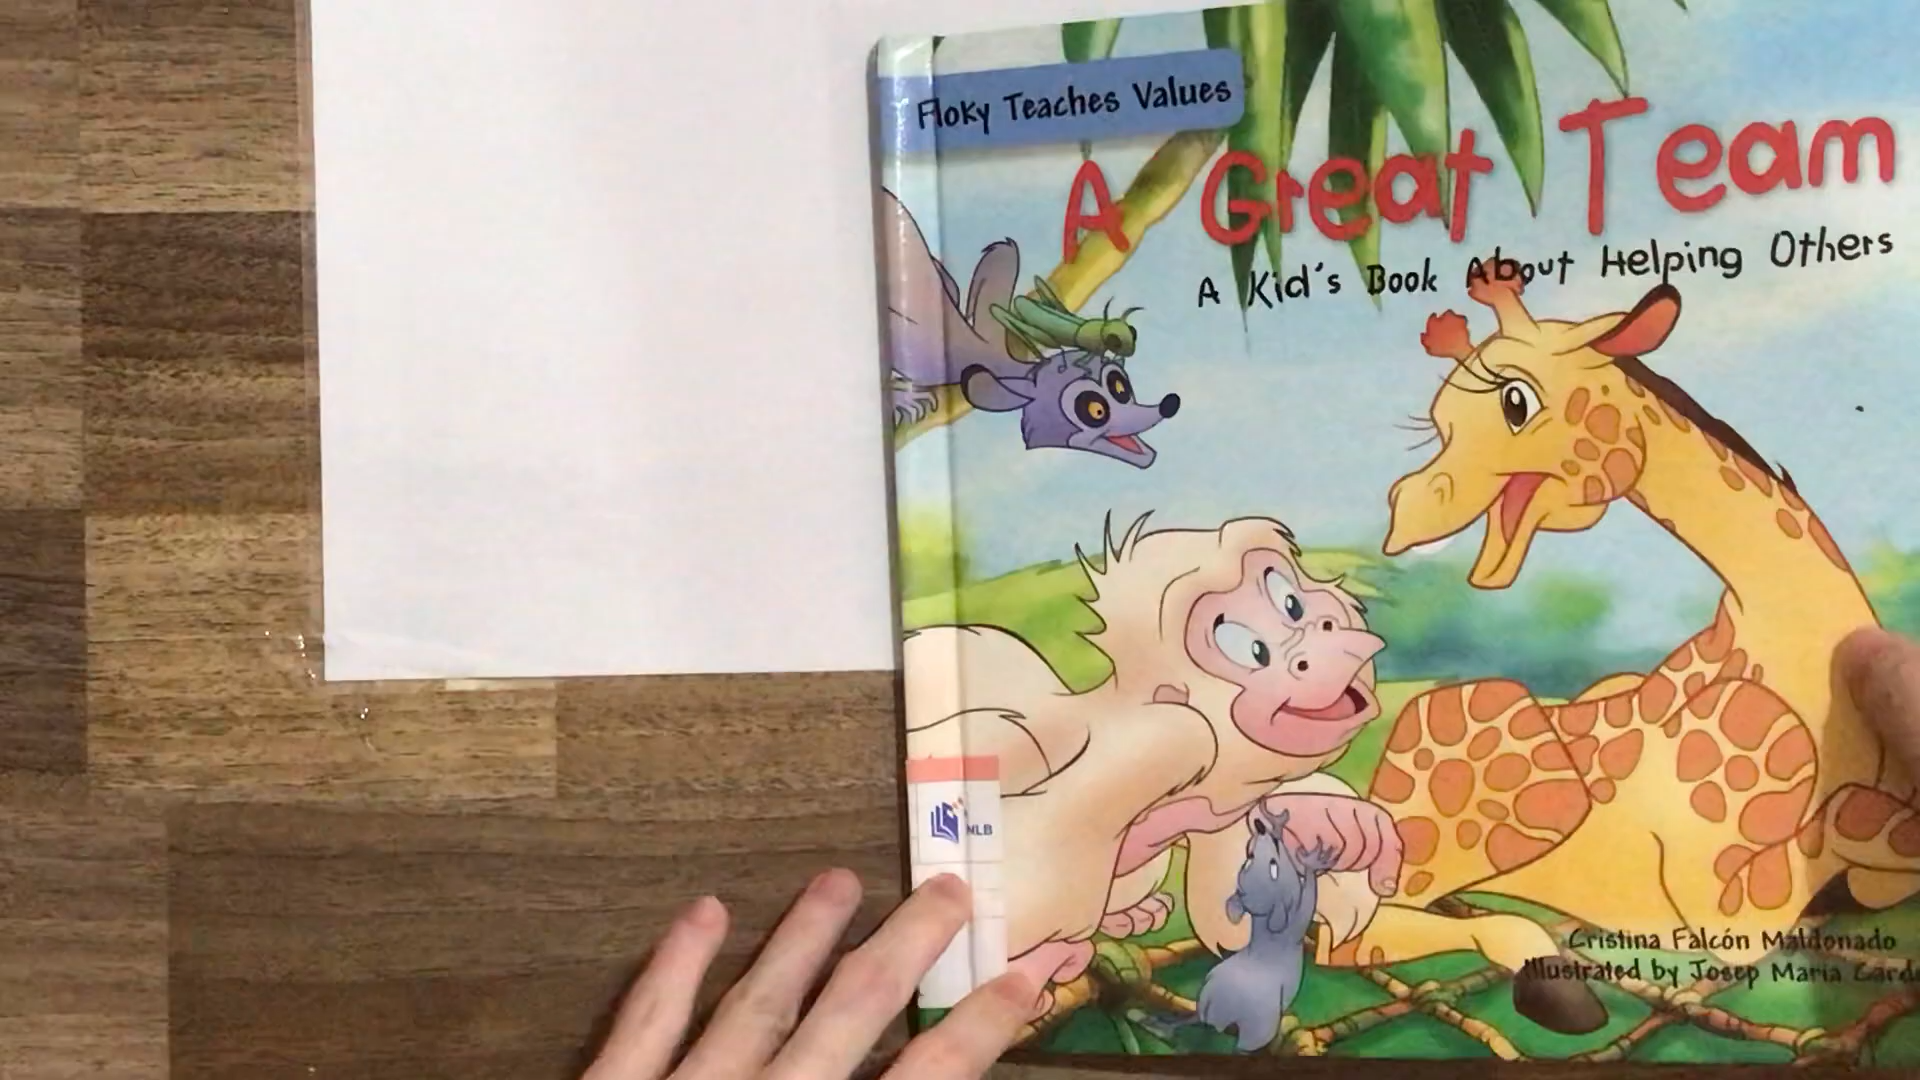 Floky Teaches Values
A Great Team
A Kid's Book About Helping Others
NLB
Cristina Falcón Maldonado
Illustrated by Josep Maria